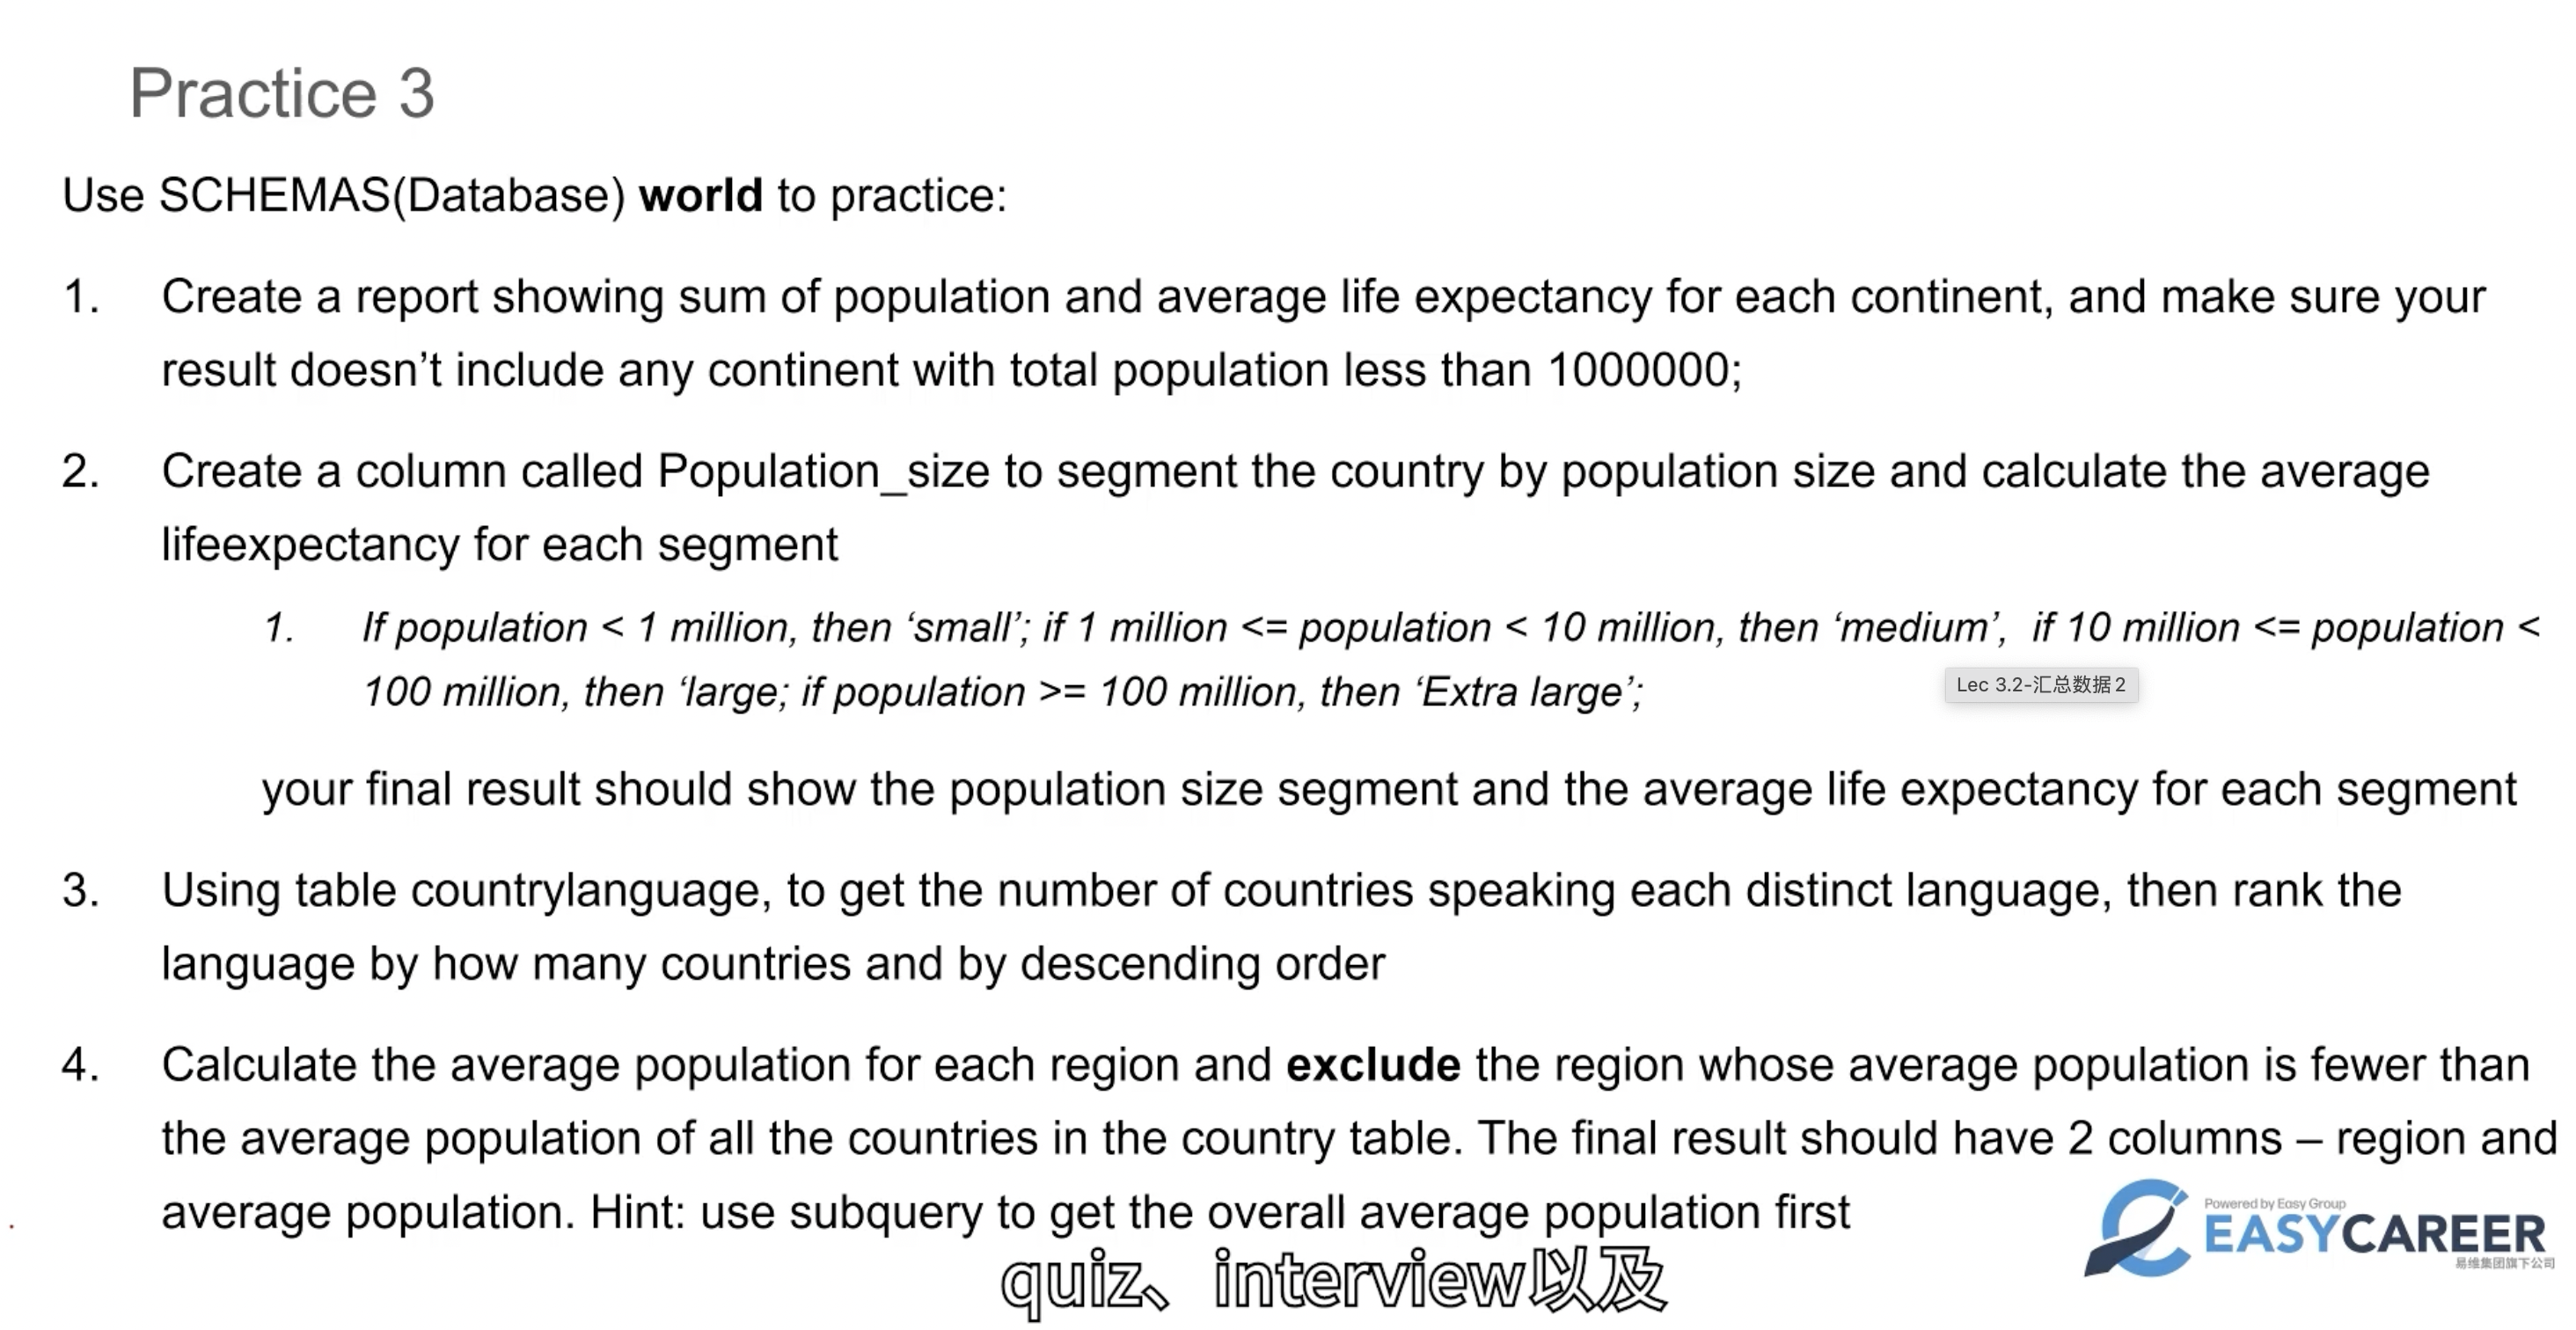 Practice 3
Use SCHEMAS(Database) world to practice:
1. Create a report showing sum of population and average life expectancy for each continent, and make sure your
result doesn’t include any continent with total population less than 1000000;
2. Create a column called Population_size to segment the country by population size and calculate the average
lifeexpectancy for each segment
1. If population < 1 million, then ‘small’; if 1 million <= population < 10 million, then ‘medium’, if 10 million <= population <
100 million, then ‘large; if population >= 100 million, then ‘Extra large’;
Lec 3.2-汇总数据2
your final result should show the population size segment and the average life expectancy for each segment
3. Using table countrylanguage, to get the number of countries speaking each distinct language, then rank the
language by how many countries and by descending order
4. Calculate the average population for each region and exclude the region whose average population is fewer than
the average population of all the countries in the country table. The final result should have 2 columns – region and
average population. Hint: use subquery to get the overall average population first
Powered by Easy Group
EASYCAREER
易维集团旗下公司
quiz、interview以及